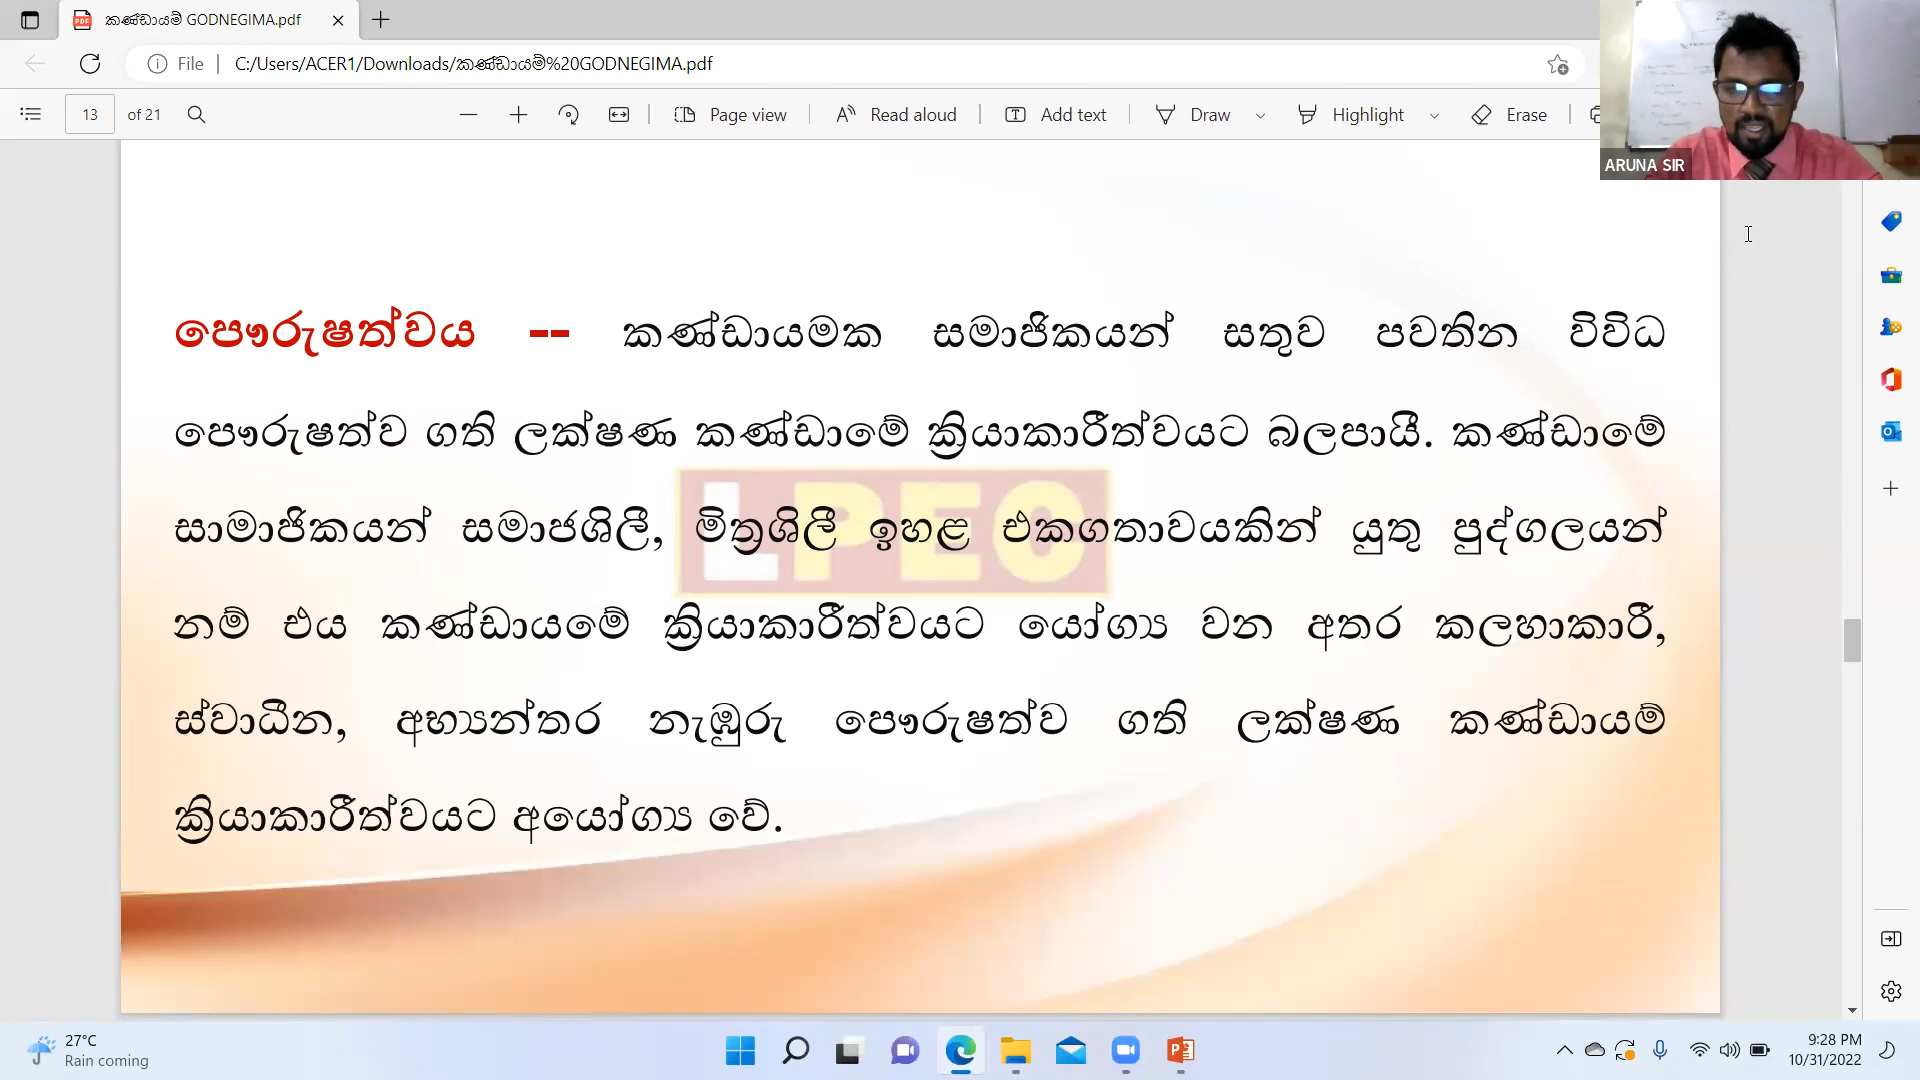 කණ්ඩායම් GODNEGIMA.pdf
File
C:/Users/ACER1/Downloads/කණ්ඩායම්%20GODNEGIMA.pdf
13 of 21
Page view
Read aloud
Add text
Draw
Highlight
Erase
ARUNA SIR
පෞරුෂත්වය -- කණ්ඩායමක සමාජිකයන් සතුව පවතින විවිධ
පෞරුෂත්ව ගති ලක්ෂණ කණ්ඩාමේ ක්‍රියාකාරීත්වයට බලපායී. කණ්ඩාමේ
සාමාජිකයන් සමාජශිලී, මිත්‍රශිලී ඉහළ එකගතාවයකින් යුතු පුද්ගලයන්
නම් එය කණ්ඩායමේ ක්‍රියාකාරීත්වයට යෝග්‍ය වන අතර කලහාකාරී,
ස්වාධීන, අභ්‍යන්තර නැඹුරු පෞරුෂත්ව ගති ලක්ෂණ කණ්ඩායම්
ක්‍රියාකාරීත්වයට අයෝග්‍ය වේ.
LPEC
27°C
Rain coming
9:28 PM
10/31/2022